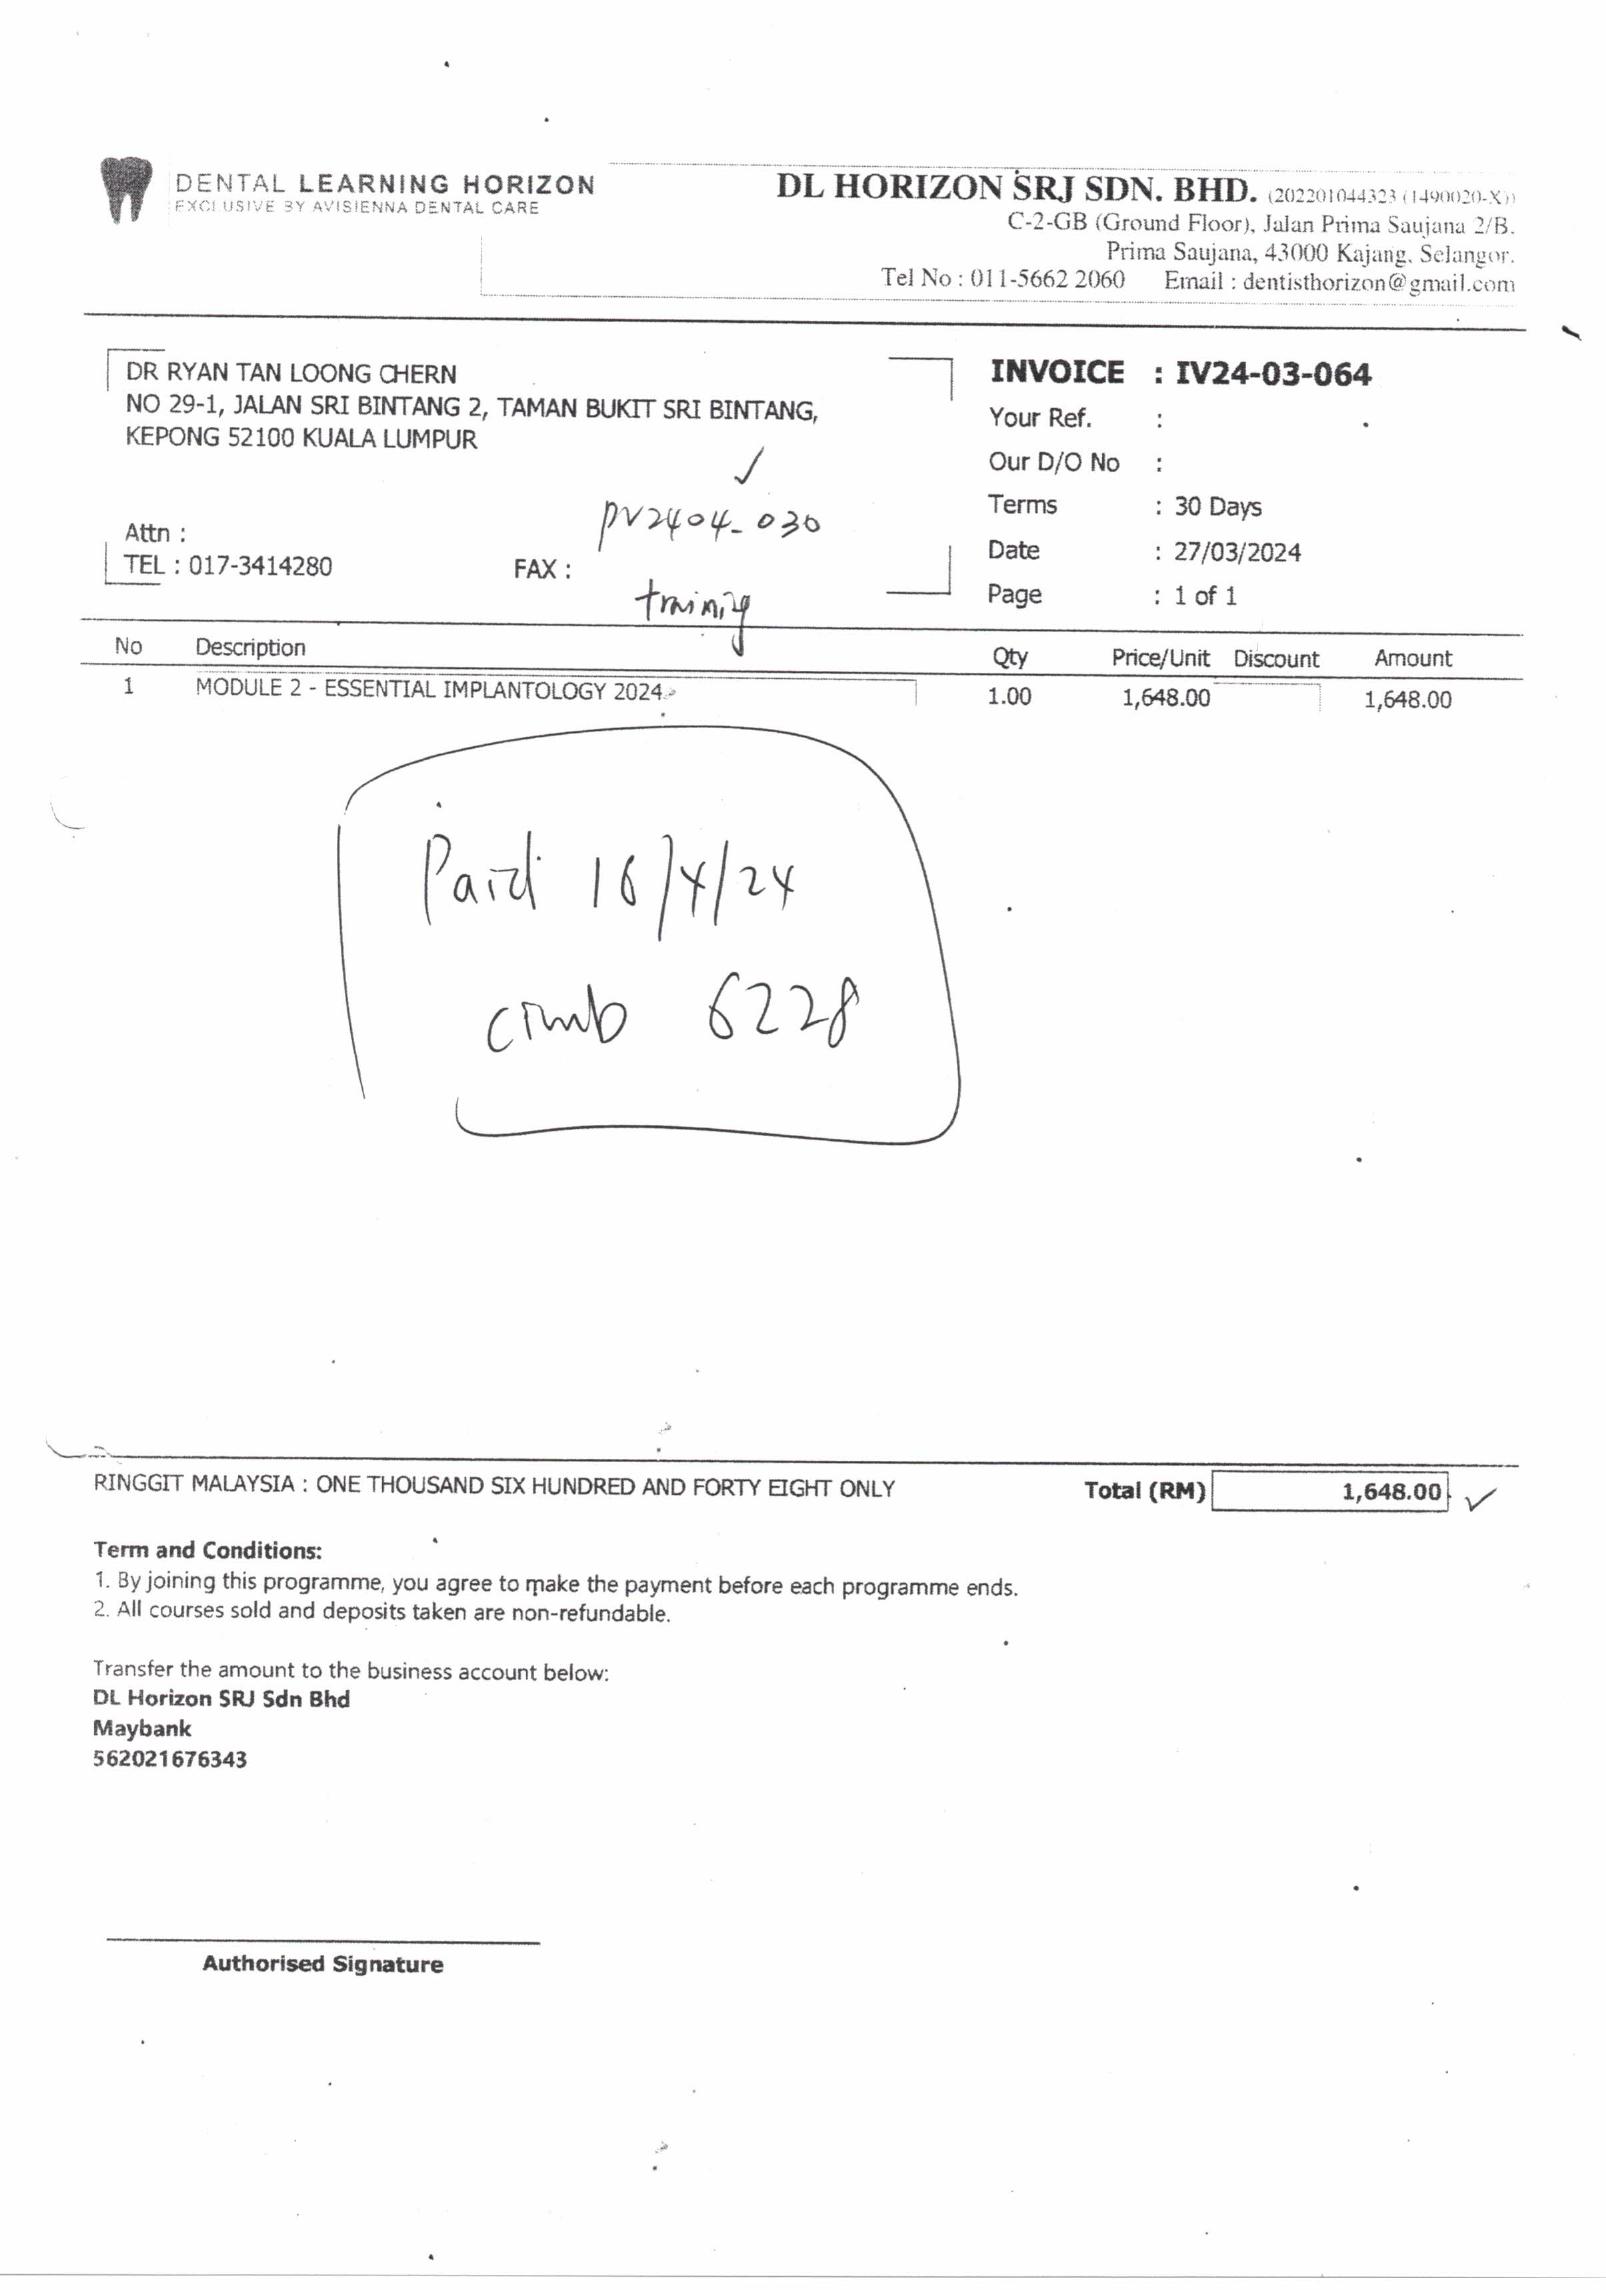 DENTAL LEARNING HORIZON
EXCLUSIVE BY AVISIENNA DENTAL CARE
DL HORIZON SRJ SDN. BHD. (202201044323 (1490020-X))
C-2-GB (Ground Floor), Jalan Prima Saujana 2/B.
Prima Saujana, 43000 Kajang, Selangor.
Tel No : 011-5662 2060 Email : dentisthorizon@gmail.com
DR RYAN TAN LOONG CHERN
NO 29-1, JALAN SRI BINTANG 2, TAMAN BUKIT SRI BINTANG,
KEPONG 52100 KUALA LUMPUR
✓
PV2404-030
Attn :
TEL : 017-3414280 FAX :
training
INVOICE : IV24-03-064
Your Ref. :
Our D/O No :
Terms : 30 Days
Date : 27/03/2024
Page : 1 of 1
No Description Qty Price/Unit Discount Amount
1 MODULE 2 - ESSENTIAL IMPLANTOLOGY 2024 1.00 1,648.00 1,648.00
Paid 16/4/24
cimb 6228
RINGGIT MALAYSIA : ONE THOUSAND SIX HUNDRED AND FORTY EIGHT ONLY Total (RM) 1,648.00 ✓
Term and Conditions:
1. By joining this programme, you agree to make the payment before each programme ends.
2. All courses sold and deposits taken are non-refundable.
Transfer the amount to the business account below:
DL Horizon SRJ Sdn Bhd
Maybank
562021676343
Authorised Signature